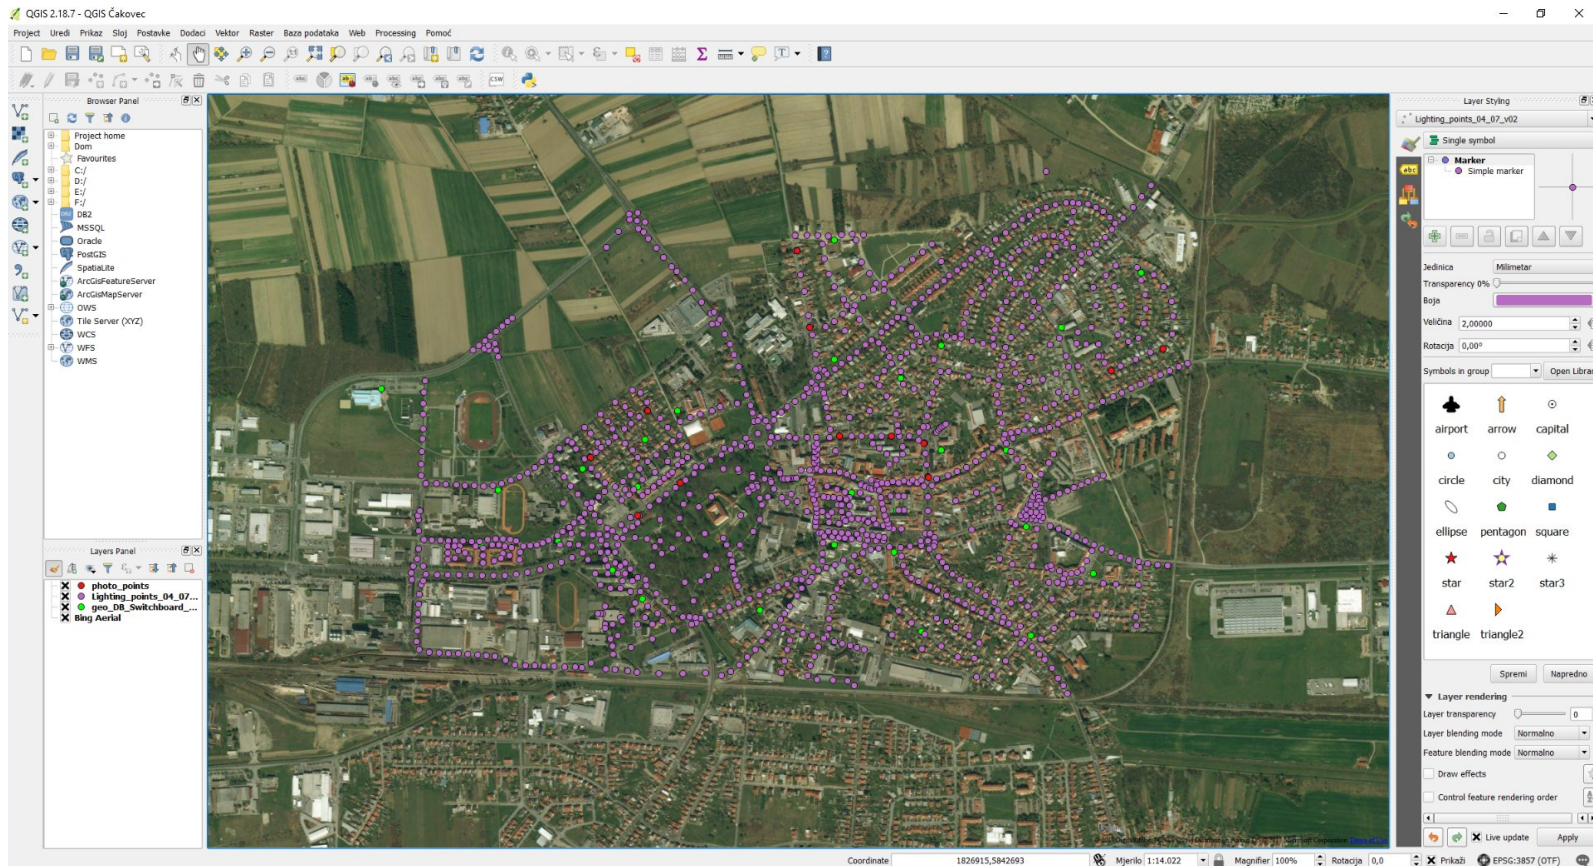 QGIS 2.18.7 - QGIS Čakovec
Project Uredi Prikaz Sloj Postavke Dodaci Vektor Raster Baza podataka Web Processing Pomoć
CSW
Browser Panel
Project home
Dom
Favourites
C:/
D:/
E:/
F:/
DB2
MSSQL
Oracle
PostGIS
SpatiaLite
ArcGisFeatureServer
ArcGisMapServer
OWS
Tile Server (XYZ)
WCS
WFS
WMS
Layers Panel
photo_points
Lighting_points_04_07...
geo_DB_Switchboard_...
Bing Aerial
Layer Styling
Lighting_points_04_07_v02
Single symbol
Marker
Simple marker
Jedinica Milimetar
Transparency 0%
Boja
Veličina 2,00000
Rotacija 0,00°
Symbols in group Open Librar
airport arrow capital
circle city diamond
ellipse pentagon square
star star2 star3
triangle triangle2
Spremi Napredno
Layer rendering
Layer transparency 0
Layer blending mode Normalno
Feature blending mode Normalno
Draw effects
Control feature rendering order
Live update Apply
Coordinate 1826915,5842693 Mjerilo 1:14.022 Magnifier 100% Rotacija 0,0 Prikaži EPSG:3857 (OTF)